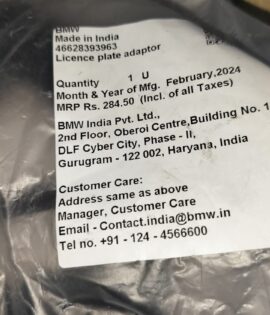 BMW
Made in India
46628393963
Licence plate adaptor
Quantity 1 U
Month & Year of Mfg. February,2024
MRP Rs. 284.50 (Incl. of all Taxes)
BMW India Pvt. Ltd.,
2nd Floor, Oberoi Centre,Building No. 1
DLF Cyber City, Phase - II,
Gurugram - 122 002, Haryana, India
Customer Care:
Address same as above
Manager, Customer Care
Email - Contact.india@bmw.in
Tel no. +91 - 124 - 4566600